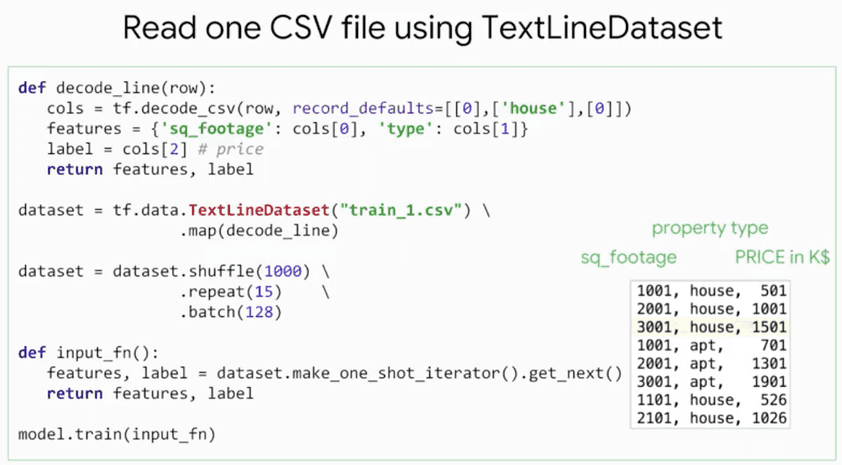 Read one CSV file using TextLineDataset
def decode_line(row):
cols = tf.decode_csv(row, record_defaults=[[0],['house'],[0]])
features = {'sq_footage': cols[0], 'type': cols[1]}
label = cols[2] # price
return features, label
dataset = tf.data.TextLineDataset("train_1.csv") \
.map(decode_line)
dataset = dataset.shuffle(1000) \
.repeat(15) \
.batch(128)
def input_fn():
features, label = dataset.make_one_shot_iterator().get_next()
return features, label
model.train(input_fn)
property type
sq_footage PRICE in K$
1001, house, 501
2001, house, 1001
3001, house, 1501
1001, apt, 701
2001, apt, 1301
3001, apt, 1901
1101, house, 526
2101, house, 1026